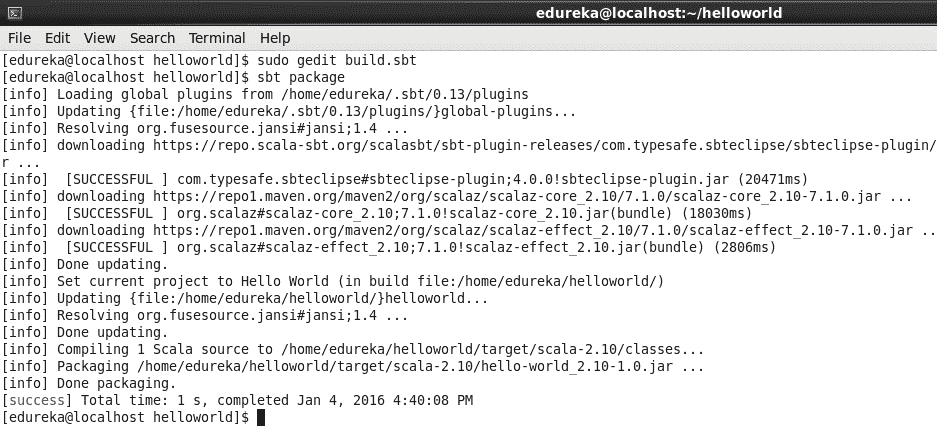 edureka@localhost:~/helloworld
File Edit View Search Terminal Help
[edureka@localhost helloworld]$ sudo gedit build.sbt
[edureka@localhost helloworld]$ sbt package
[info] Loading global plugins from /home/edureka/.sbt/0.13/plugins
[info] Updating {file:/home/edureka/.sbt/0.13/plugins/}global-plugins...
[info] Resolving org.fusesource.jansi#jansi;1.4 ...
[info] downloading https://repo.scala-sbt.org/scalasbt/sbt-plugin-releases/com.typesafe.sbteclipse/sbteclipse-plugin/
r ...
[info]  [SUCCESSFUL ] com.typesafe.sbteclipse#sbteclipse-plugin;4.0.0!sbteclipse-plugin.jar (20471ms)
[info] downloading https://repo1.maven.org/maven2/org/scalaz/scalaz-core_2.10/7.1.0/scalaz-core_2.10-7.1.0.jar ...
[info]  [SUCCESSFUL ] org.scalaz#scalaz-core_2.10;7.1.0!scalaz-core_2.10.jar(bundle) (18030ms)
[info] downloading https://repo1.maven.org/maven2/org/scalaz/scalaz-effect_2.10/7.1.0/scalaz-effect_2.10-7.1.0.jar ..
[info]  [SUCCESSFUL ] org.scalaz#scalaz-effect_2.10;7.1.0!scalaz-effect_2.10.jar(bundle) (2806ms)
[info] Done updating.
[info] Set current project to Hello World (in build file:/home/edureka/helloworld/)
[info] Updating {file:/home/edureka/helloworld/}helloworld...
[info] Resolving org.fusesource.jansi#jansi;1.4 ...
[info] Done updating.
[info] Compiling 1 Scala source to /home/edureka/helloworld/target/scala-2.10/classes...
[info] Packaging /home/edureka/helloworld/target/scala-2.10/hello-world_2.10-1.0.jar ...
[info] Done packaging.
[success] Total time: 1 s, completed Jan 4, 2016 4:40:08 PM
[edureka@localhost helloworld]$